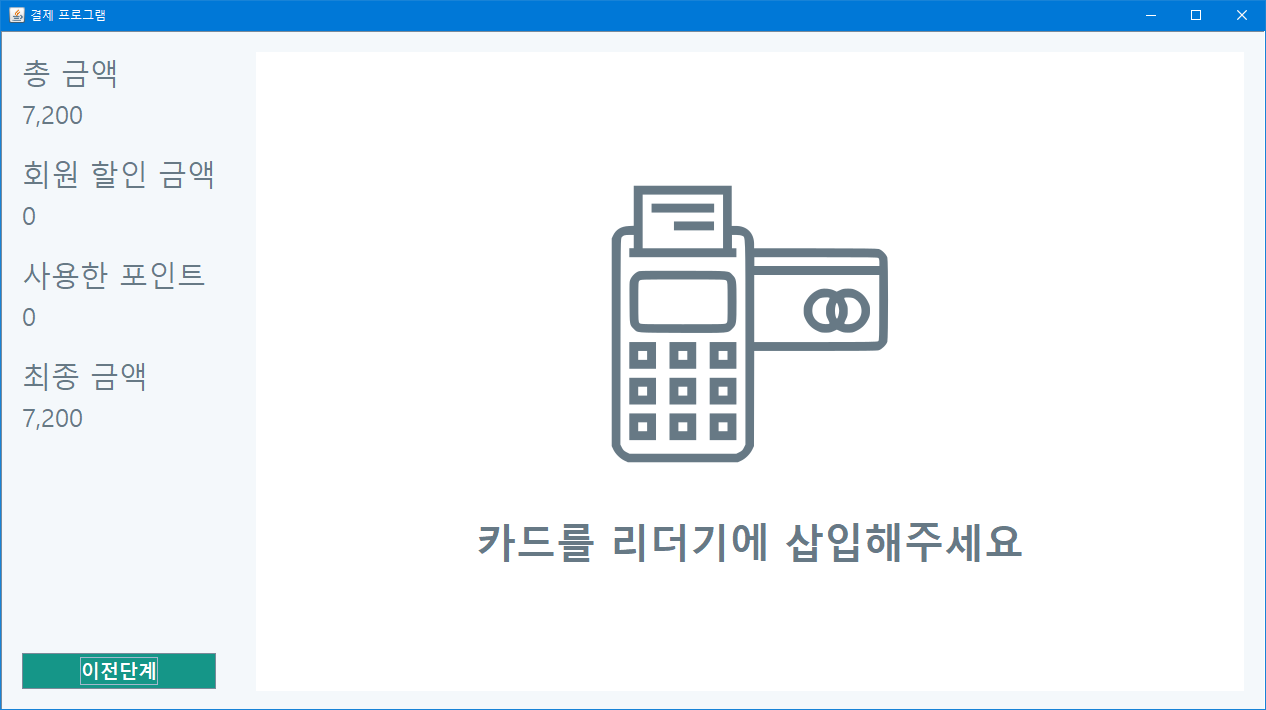 결제 프로그램
총 금액
7,200
회원 할인 금액
0
사용한 포인트
0
최종 금액
7,200
이전단계
카드를 리더기에 삽입해주세요